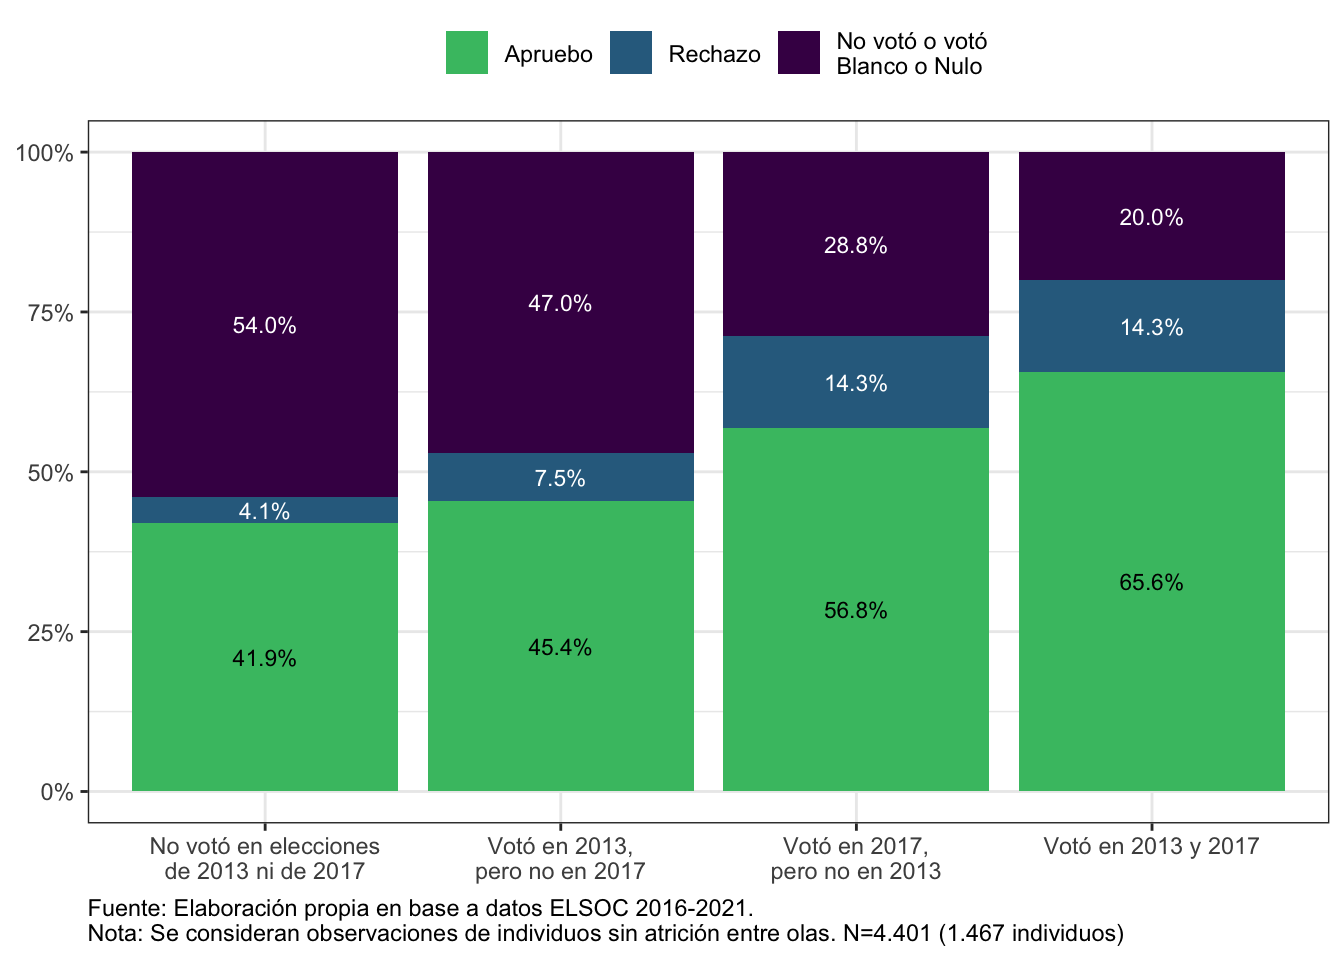 Apruebo
Rechazo
No votó o votó
Blanco o Nulo
100%
75%
50%
25%
0%
54.0%
4.1%
41.9%
47.0%
7.5%
45.4%
28.8%
14.3%
56.8%
20.0%
14.3%
65.6%
No votó en elecciones
de 2013 ni de 2017
Votó en 2013,
pero no en 2017
Votó en 2017,
pero no en 2013
Votó en 2013 y 2017
Fuente: Elaboración propia en base a datos ELSOC 2016-2021.
Nota: Se consideran observaciones de individuos sin atrición entre olas. N=4.401 (1.467 individuos)